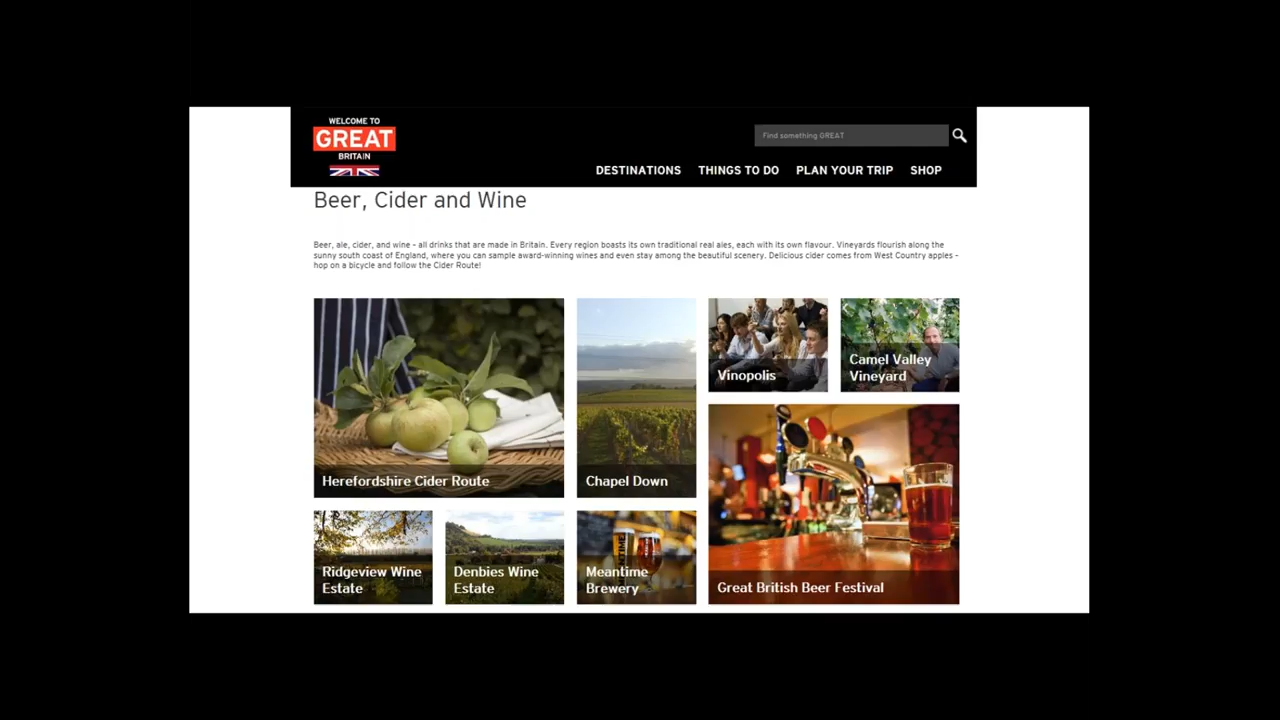 WELCOME TO
GREAT
BRITAIN
Find something GREAT
DESTINATIONS THINGS TO DO PLAN YOUR TRIP SHOP
Beer, Cider and Wine
Beer, ale, cider, and wine – all drinks that are made in Britain. Every region boasts its own traditional real ales, each with its own flavour. Vineyards flourish along the
sunny south coast of England, where you can sample award-winning wines and even stay among the beautiful scenery. Delicious cider comes from West Country apples –
hop on a bicycle and follow the Cider Route!
Herefordshire Cider Route
Chapel Down
Vinopolis
Camel Valley
Vineyard
Ridgeview Wine
Estate
Denbies Wine
Estate
Meantime
Brewery
Great British Beer Festival